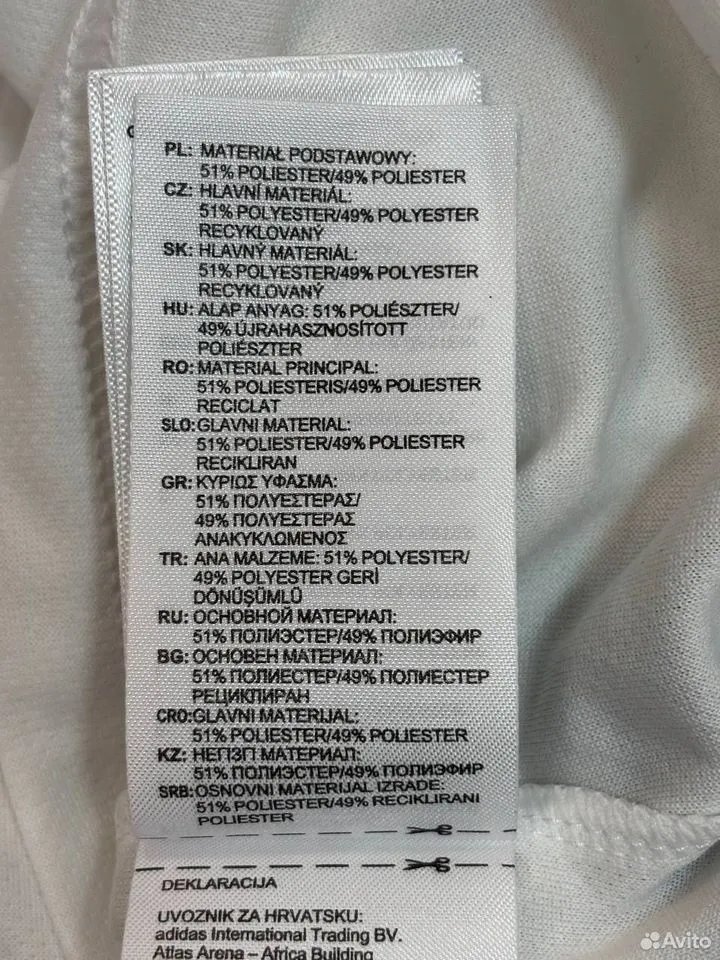 PL: MATERIAŁ PODSTAWOWY:
51% POLIESTER/49% POLIESTER
CZ: HLAVNÍ MATERIÁL:
51% POLYESTER/49% POLYESTER
RECYKLOVANÝ
SK: HLAVNÝ MATERIÁL:
51% POLYESTER/49% POLYESTER
RECYKLOVANÝ
HU: ALAP ANYAG: 51% POLIÉSZTER/
49% ÚJRAHASZNOSÍTOTT
POLIÉSZTER
RO: MATERIAL PRINCIPAL:
51% POLIESTERIS/49% POLIESTER
RECICLAT
SLO: GLAVNI MATERIAL:
51% POLIESTER/49% POLIESTER
RECIKLIRAN
GR: ΚΥΡΙΩΣ ΥΦΑΣΜΑ:
51% ΠΟΛΥΕΣΤΕΡΑΣ/
49% ΠΟΛΥΕΣΤΕΡΑΣ
ΑΝΑΚΥΚΛΩΜΕΝΟΣ
TR: ANA MALZEME: 51% POLYESTER/
49% POLYESTER GERİ
DÖNÜŞÜMLÜ
RU: ОСНОВНОЙ МАТЕРИАЛ:
51% ПОЛИЭСТЕР/49% ПОЛИЭФИР
BG: ОСНОВЕН МАТЕРИАЛ:
51% ПОЛИЕСТЕР/49% ПОЛИЕСТЕР
РЕЦИКЛИРАН
CRO: GLAVNI MATERIJAL:
51% POLIESTER/49% POLIESTER
KZ: НЕГІЗГІ МАТЕРИАЛ:
51% ПОЛИЭСТЕР/49% ПОЛИЭФИР
SRB: OSNOVNI MATERIJAL IZRADE:
51% POLIESTER/49% RECIKLIRANI
POLIESTER
DEKLARACIJA
UVOZNIK ZA HRVATSKU:
adidas International Trading BV.
Atlas Arena – Africa Building
Avito